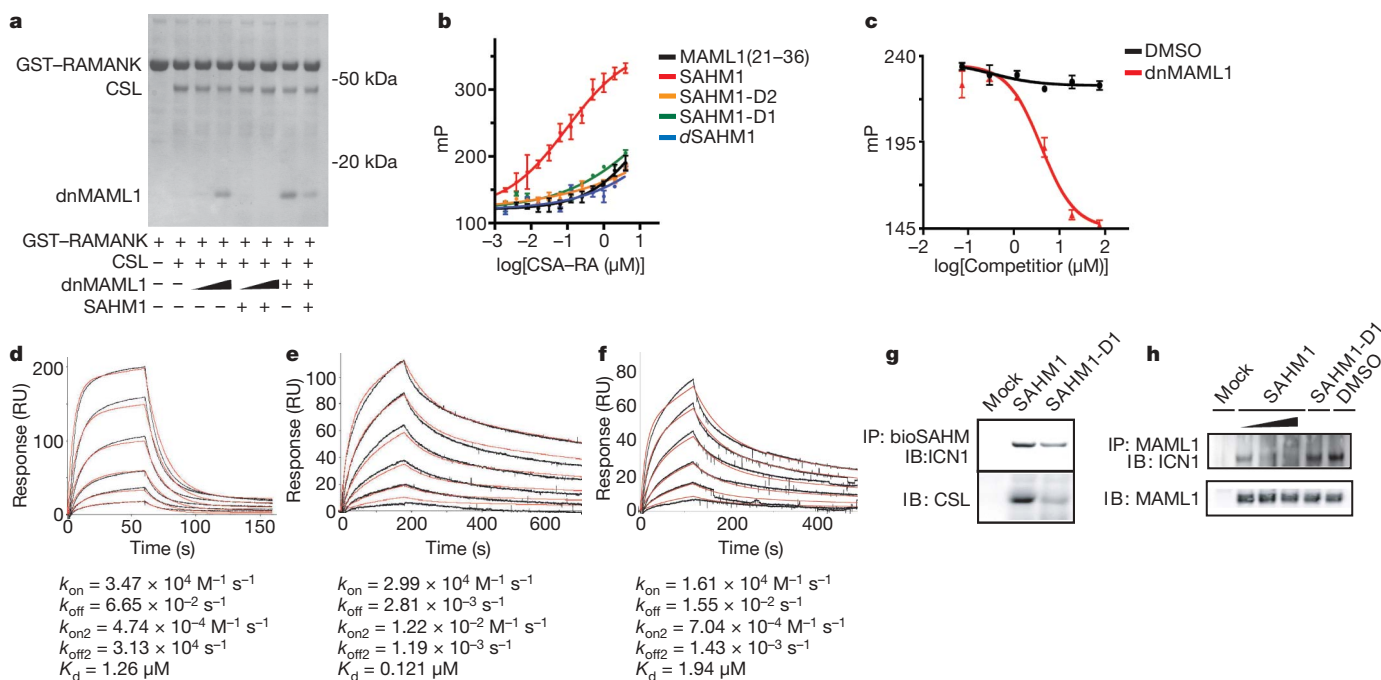 a
GST–RAMANK
CSL
dnMAML1
-50 kDa
-20 kDa
GST–RAMANK + + + + + + + +
CSL – + + + + + + +
dnMAML1 – – + +
SAHM1 – – – – + + – +
b
mP
300
200
100
–3 –2 –1 0 1
log[CSA–RA (μM)]
MAML1(21–36)
SAHM1
SAHM1-D2
SAHM1-D1
dSAHM1
c
mP
240
195
145
–2 –1 0 1 2
log[Competitior (μM)]
DMSO
dnMAML1
d
Response (RU)
200
100
0
0 50 100 150
Time (s)
kon = 3.47 × 10⁴ M⁻¹ s⁻¹
koff = 6.65 × 10⁻² s⁻¹
kon2 = 4.74 × 10⁻⁴ M⁻¹ s⁻¹
koff2 = 3.13 × 10⁴ s⁻¹
Kd = 1.26 μM
e
Response (RU)
100
80
60
40
20
0
0 200 400 600
Time (s)
kon = 2.99 × 10⁴ M⁻¹ s⁻¹
koff = 2.81 × 10⁻³ s⁻¹
kon2 = 1.22 × 10⁻² M⁻¹ s⁻¹
koff2 = 1.19 × 10⁻³ s⁻¹
Kd = 0.121 μM
f
Response (RU)
80
60
40
20
0
0 200 400
Time (s)
kon = 1.61 × 10⁴ M⁻¹ s⁻¹
koff = 1.55 × 10⁻² s⁻¹
kon2 = 7.04 × 10⁻⁴ M⁻¹ s⁻¹
koff2 = 1.43 × 10⁻³ s⁻¹
Kd = 1.94 μM
g
Mock
SAHM1
SAHM1-D1
IP: bioSAHM
IB:ICN1
IB: CSL
h
Mock
SAHM1
SAHM1-D1
DMSO
IP: MAML1
IB: ICN1
IB: MAML1